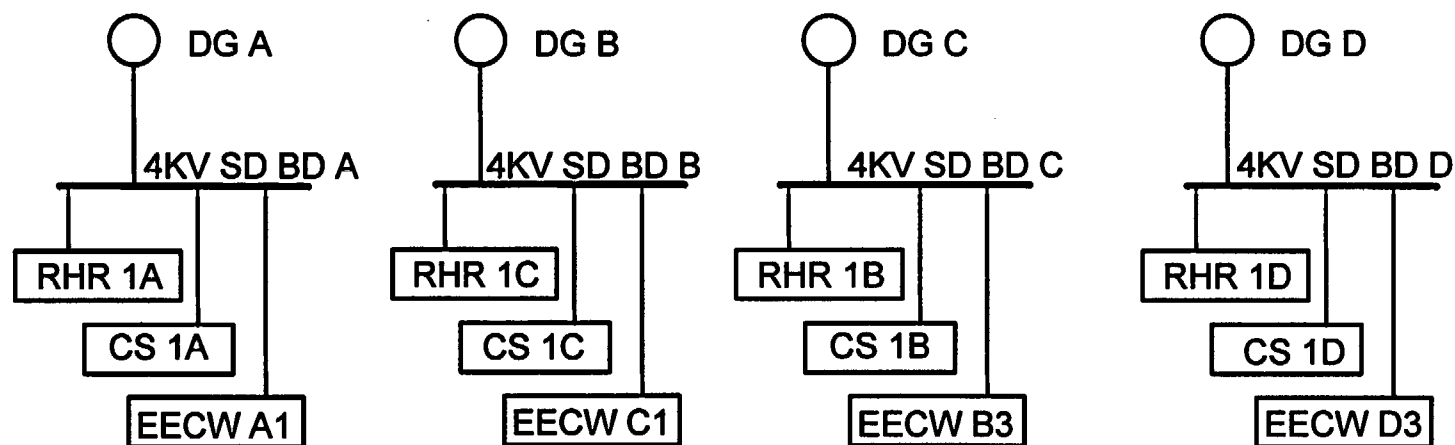 DG A
DG B
DG C
DG D
4KV SD BD A
4KV SD BD B
4KV SD BD C
4KV SD BD D
RHR 1A
RHR 1C
RHR 1B
RHR 1D
CS 1A
CS 1C
CS 1B
CS 1D
EECW A1
EECW C1
EECW B3
EECW D3